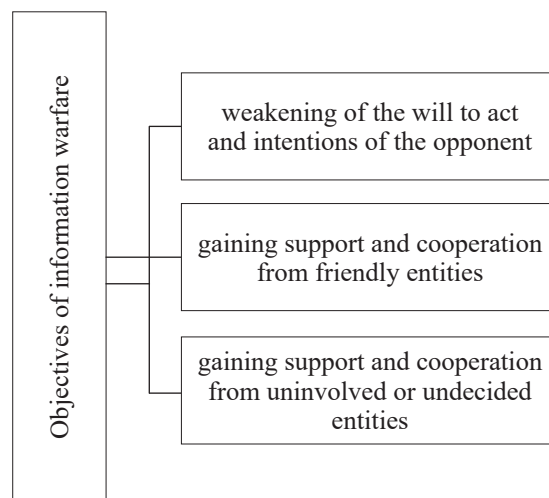 Objectives of information warfare
weakening of the will to act
and intentions of the opponent
gaining support and cooperation
from friendly entities
gaining support and cooperation
from uninvolved or undecided
entities